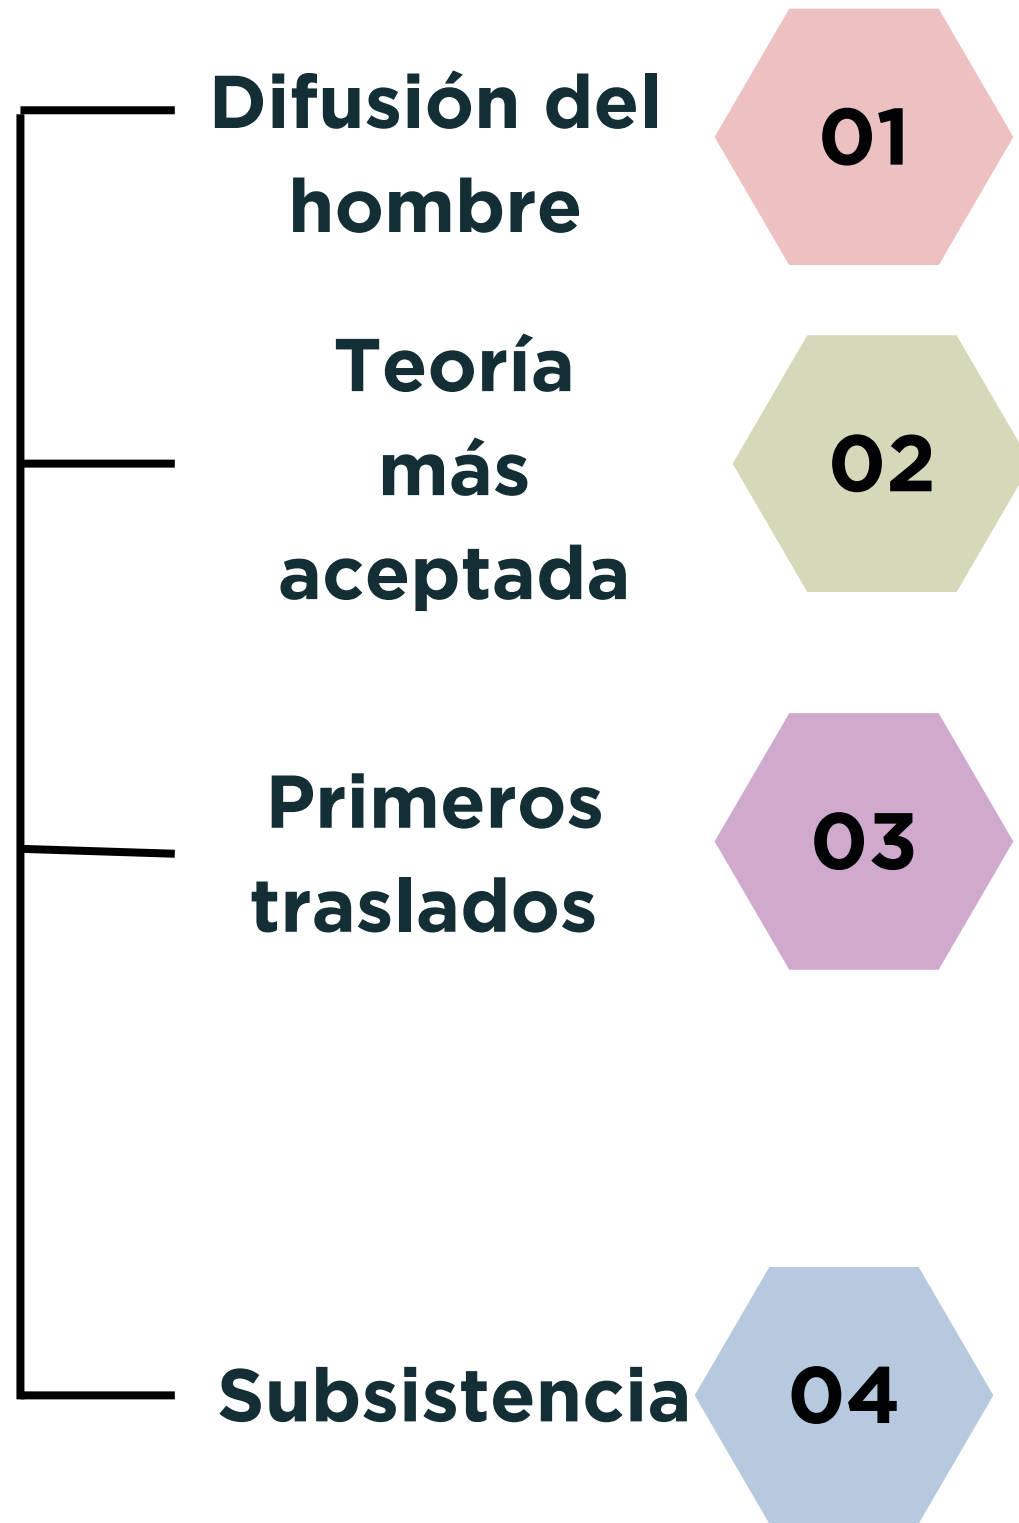 Difusión del
hombre
01
Teoría
más
aceptada
02
Primeros
traslados
03
Subsistencia
04